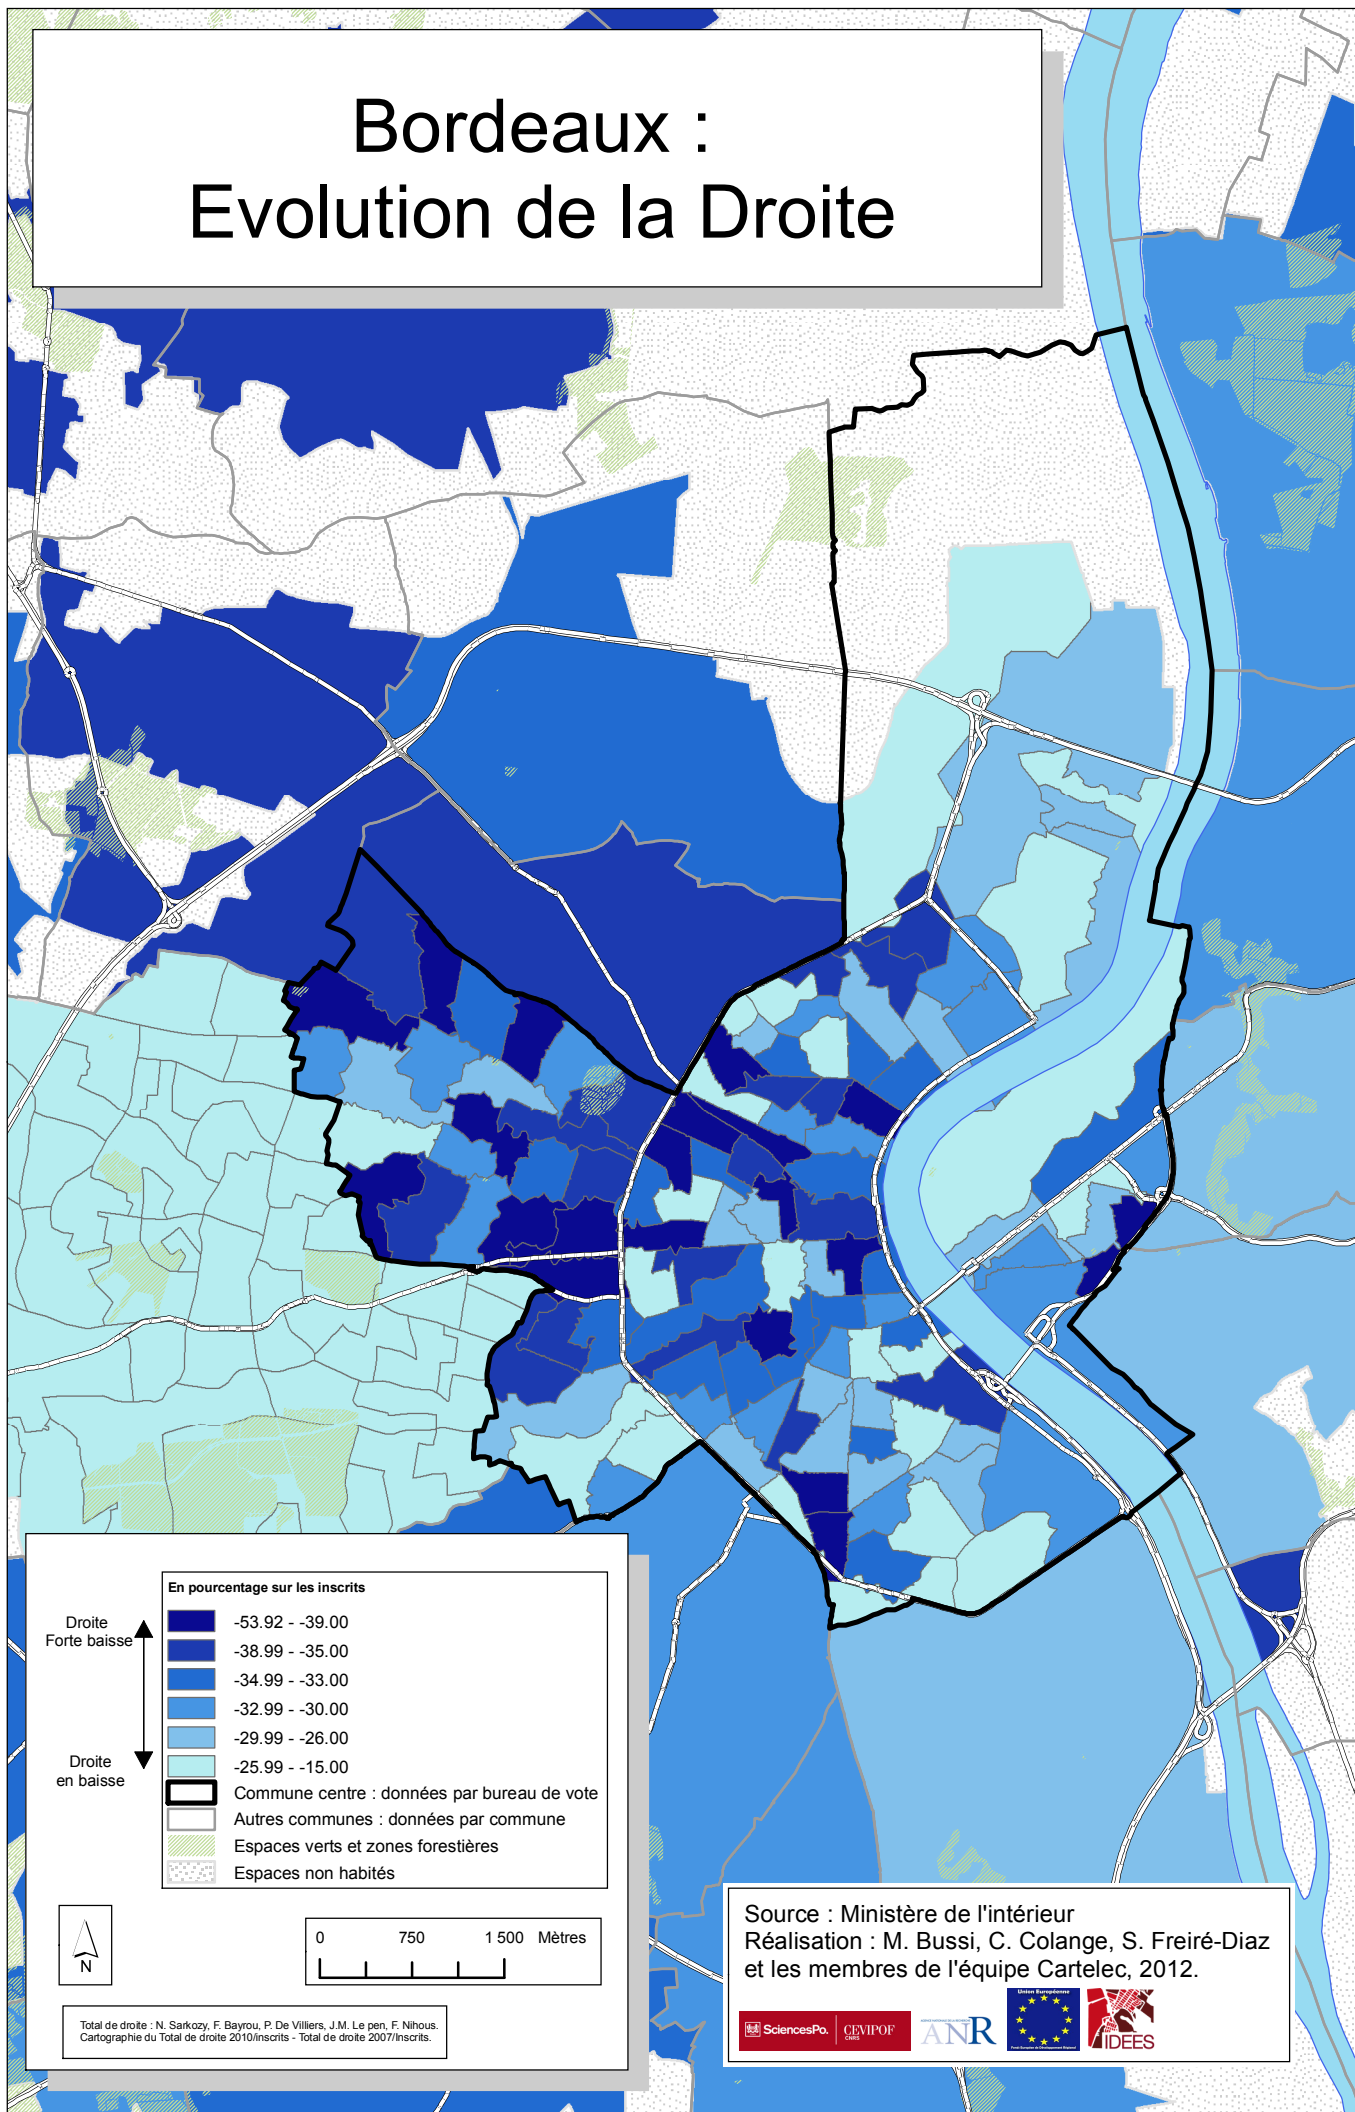 Bordeaux :
Evolution de la Droite
En pourcentage sur les inscrits
Droite
Forte baisse
-53.92 - -39.00
-38.99 - -35.00
-34.99 - -33.00
-32.99 - -30.00
-29.99 - -26.00
-25.99 - -15.00
Droite
en baisse
Commune centre : données par bureau de vote
Autres communes : données par commune
Espaces verts et zones forestières
Espaces non habités
N
0 750 1 500 Mètres
Total de droite : N. Sarkozy, F. Bayrou, P. De Villiers, J.M. Le pen, F. Nihous.
Cartographie du Total de droite 2010/inscrits - Total de droite 2007/Inscrits.
Source : Ministère de l'intérieur
Réalisation : M. Bussi, C. Colange, S. Freiré-Diaz
et les membres de l'équipe Cartelec, 2012.
SciencesPo.
CEVIPOF
CNRS
ANR
Union Européenne
IDEES